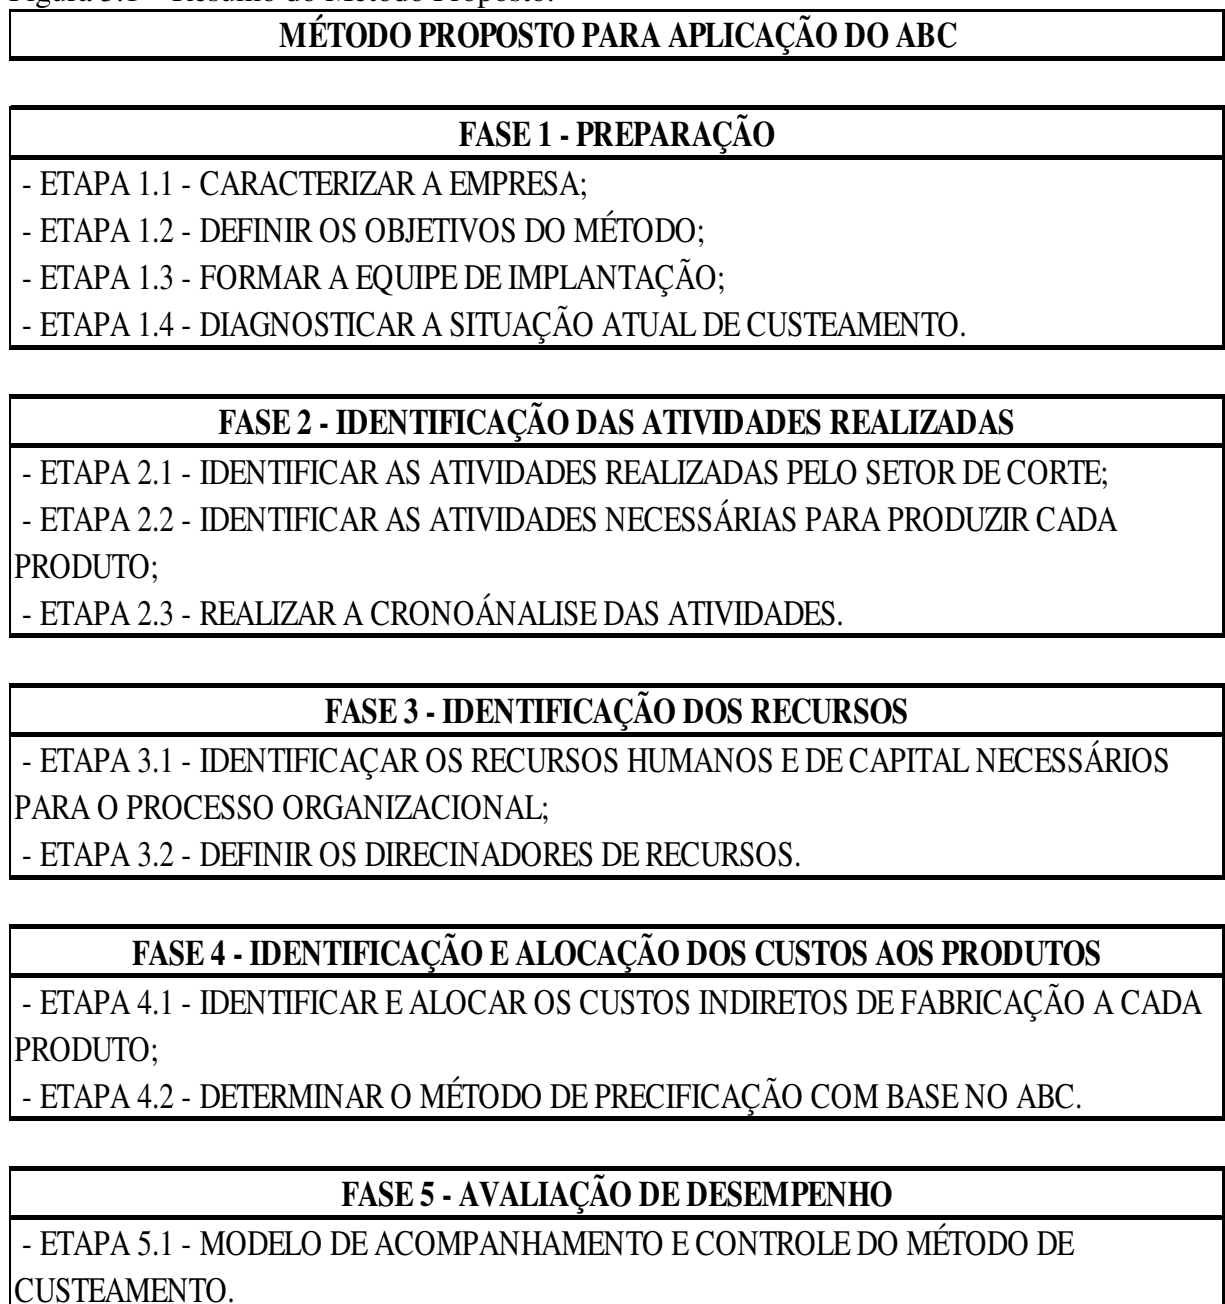 Figura 3.1 – Resumo do Método Proposto.
MÉTODO PROPOSTO PARA APLICAÇÃO DO ABC
FASE 1 - PREPARAÇÃO
- ETAPA 1.1 - CARACTERIZAR A EMPRESA;
- ETAPA 1.2 - DEFINIR OS OBJETIVOS DO MÉTODO;
- ETAPA 1.3 - FORMAR A EQUIPE DE IMPLANTAÇÃO;
- ETAPA 1.4 - DIAGNOSTICAR A SITUAÇÃO ATUAL DE CUSTEAMENTO.
FASE 2 - IDENTIFICAÇÃO DAS ATIVIDADES REALIZADAS
- ETAPA 2.1 - IDENTIFICAR AS ATIVIDADES REALIZADAS PELO SETOR DE CORTE;
- ETAPA 2.2 - IDENTIFICAR AS ATIVIDADES NECESSÁRIAS PARA PRODUZIR CADA
PRODUTO;
- ETAPA 2.3 - REALIZAR A CRONOÁNALISE DAS ATIVIDADES.
FASE 3 - IDENTIFICAÇÃO DOS RECURSOS
- ETAPA 3.1 - IDENTIFICAÇAR OS RECURSOS HUMANOS E DE CAPITAL NECESSÁRIOS
PARA O PROCESSO ORGANIZACIONAL;
- ETAPA 3.2 - DEFINIR OS DIRECINADORES DE RECURSOS.
FASE 4 - IDENTIFICAÇÃO E ALOCAÇÃO DOS CUSTOS AOS PRODUTOS
- ETAPA 4.1 - IDENTIFICAR E ALOCAR OS CUSTOS INDIRETOS DE FABRICAÇÃO A CADA
PRODUTO;
- ETAPA 4.2 - DETERMINAR O MÉTODO DE PRECIFICAÇÃO COM BASE NO ABC.
FASE 5 - AVALIAÇÃO DE DESEMPENHO
- ETAPA 5.1 - MODELO DE ACOMPANHAMENTO E CONTROLE DO MÉTODO DE
CUSTEAMENTO.